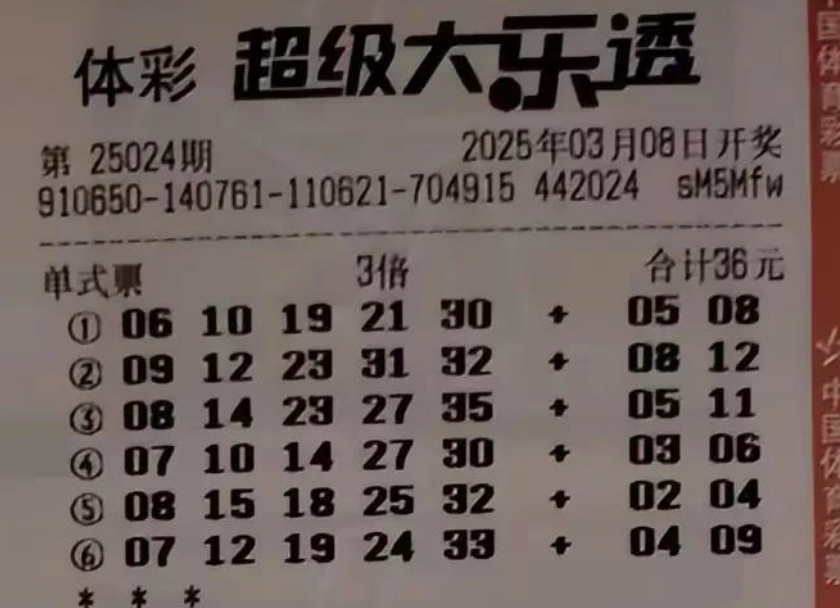 体彩 超级大乐透
第 25024期 2025年03月08日开奖
910650-140761-110621-704915 442024 sM5Mfw
单式票 3倍 合计36元
① 06 10 19 21 30 + 05 08
② 09 12 23 31 32 + 08 12
③ 08 14 23 27 35 + 05 11
④ 07 10 14 27 30 + 03 06
⑤ 08 15 18 25 32 + 02 04
⑥ 07 12 19 24 33 + 04 09
* * *
国体育彩票
中国体